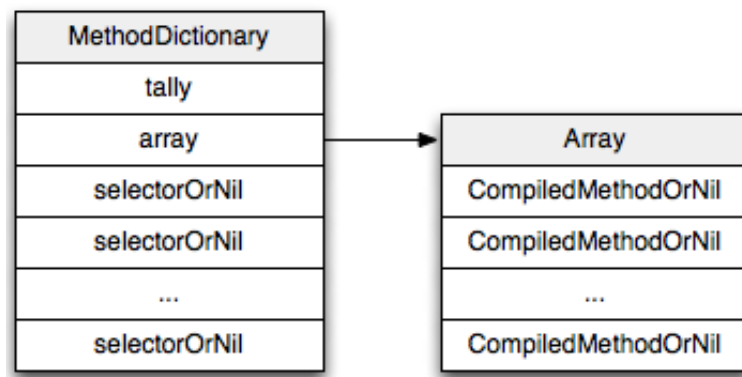 MethodDictionary
tally
array
selectorOrNil
selectorOrNil
...
selectorOrNil
Array
CompiledMethodOrNil
CompiledMethodOrNil
...
CompiledMethodOrNil